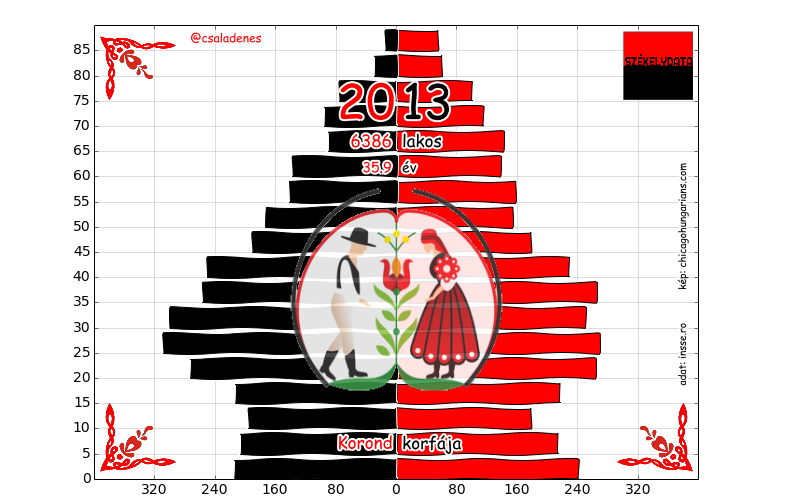 @csaladenes
SZÉKELYDATA
2013
6386 lakos
35.9 év
kép: chicagohungarians.com
adat: insse.ro
Korond korfája
85
80
75
70
65
60
55
50
45
40
35
30
25
20
15
10
5
0
320 240 160 80 0 80 160 240 320